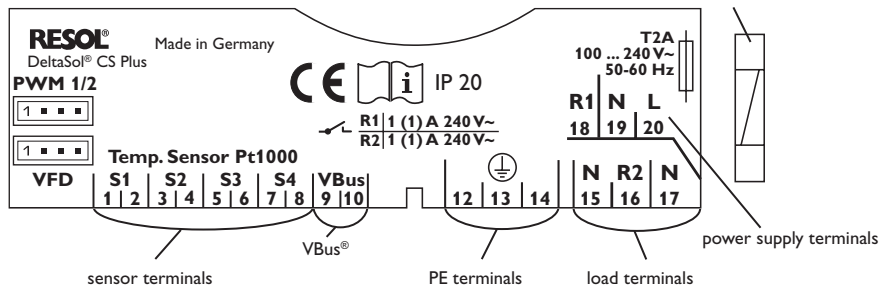 RESOL®
Made in Germany
DeltaSol® CS Plus
PWM 1/2
1
1
VFD
Temp. Sensor Pt1000
S1 S2 S3 S4 VBus
1 2 3 4 5 6 7 8 9 10
CE i IP 20
R1 1 (1) A 240 V~
R2 1 (1) A 240 V~
T2A
100 ... 240 V~
50-60 Hz
R1 N L
18 19 20
12 13 14
N R2 N
15 16 17
VBus®
power supply terminals
sensor terminals
PE terminals
load terminals